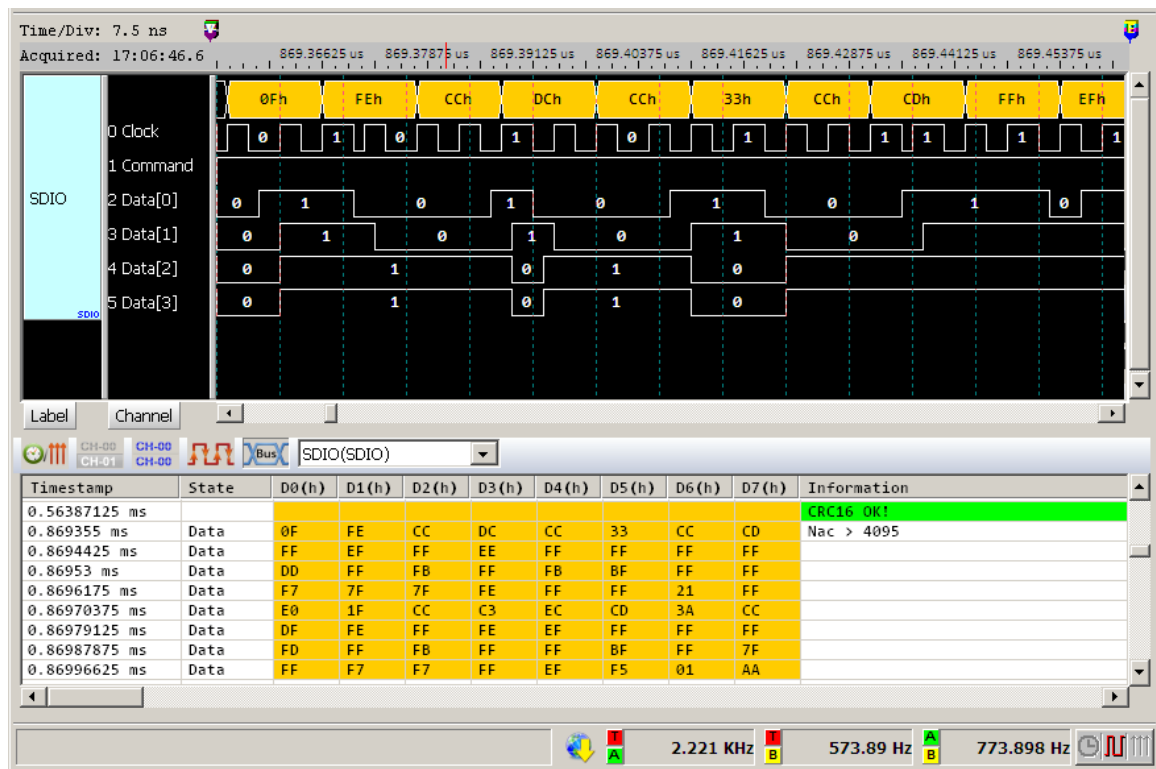 Time/Div: 7.5 ns
Acquired: 17:06:46.6 869.36625 us 869.37875 us 869.39125 us 869.40375 us 869.41625 us 869.42875 us 869.44125 us 869.45375 us
0Fh FEh CCh DCh CCh 33h CCh CDh FFh EFh
0 Clock 0 1 0 1 0 1 1 1 1 1
1 Command
SDIO 2 Data[0] 0 1 0 1 0 1 0 1 0
3 Data[1] 0 1 0 1 0 1 0
4 Data[2] 0 1 0 1 0
5 Data[3] 0 1 0 1 0
SDIO
Label Channel
CH-00 CH-00
CH-01 CH-00 Bus SDIO(SDIO)
Timestamp State D0(h) D1(h) D2(h) D3(h) D4(h) D5(h) D6(h) D7(h) Information
0.56387125 ms CRC16 OK!
0.869355 ms Data 0F FE CC DC CC 33 CC CD Nac > 4095
0.8694425 ms Data FF EF FF EE FF FF FF FF
0.86953 ms Data DD FF FB FF FB BF FF FF
0.8696175 ms Data F7 7F 7F FE FF FF 21 FF
0.86970375 ms Data E0 1F CC C3 EC CD 3A CC
0.86979125 ms Data DF FE FF FE EF FF FF FF
0.86987875 ms Data FD FF FB FF FF BF FF 7F
0.86996625 ms Data FF F7 F7 FF EF F5 01 AA
T A 2.221 KHz T B 573.89 Hz A B 773.898 Hz